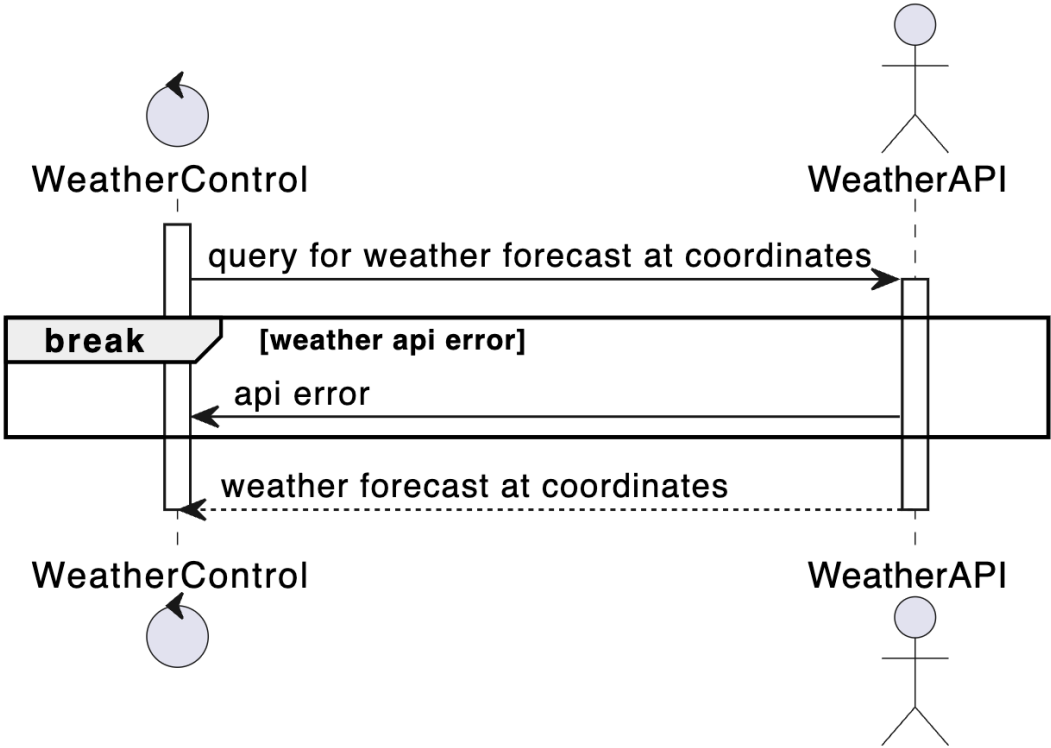 WeatherControl
WeatherAPI
query for weather forecast at coordinates
break
[weather api error]
api error
weather forecast at coordinates
WeatherControl
WeatherAPI